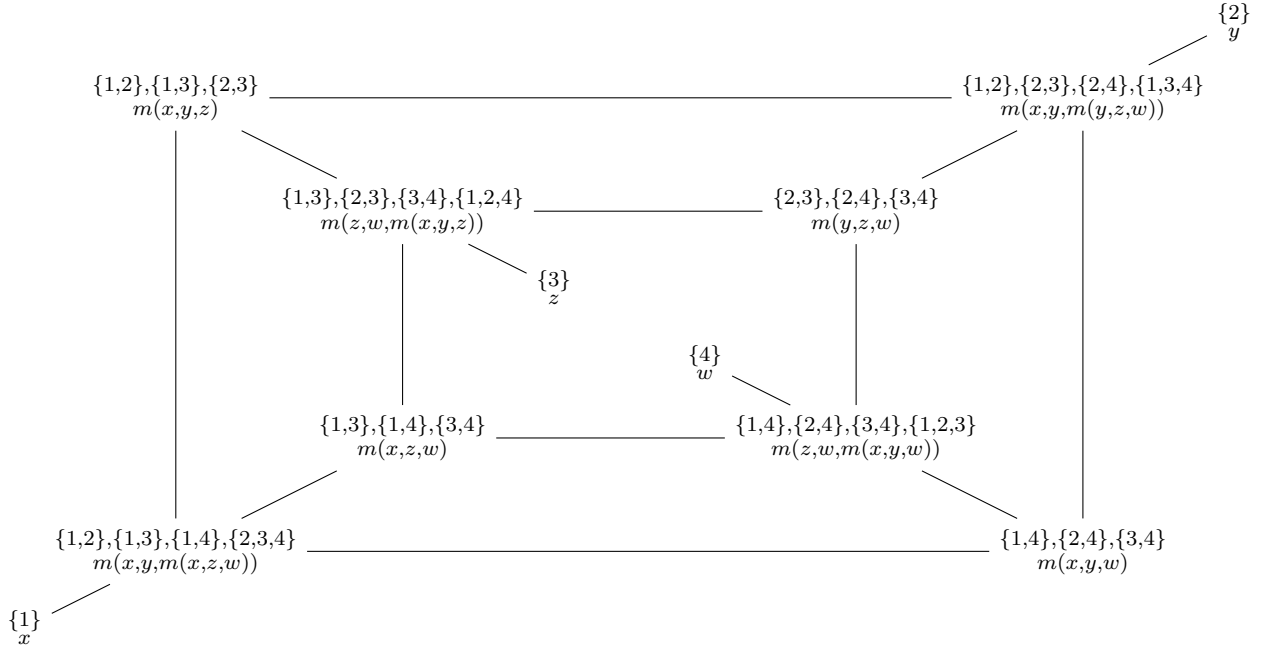 {2}
y
{1,2},{1,3},{2,3}
m(x,y,z)
{1,2},{2,3},{2,4},{1,3,4}
m(x,y,m(y,z,w))
{1,3},{2,3},{3,4},{1,2,4}
m(z,w,m(x,y,z))
{2,3},{2,4},{3,4}
m(y,z,w)
{3}
z
{4}
w
{1,3},{1,4},{3,4}
m(x,z,w)
{1,4},{2,4},{3,4},{1,2,3}
m(z,w,m(x,y,w))
{1,2},{1,3},{1,4},{2,3,4}
m(x,y,m(x,z,w))
{1,4},{2,4},{3,4}
m(x,y,w)
{1}
x